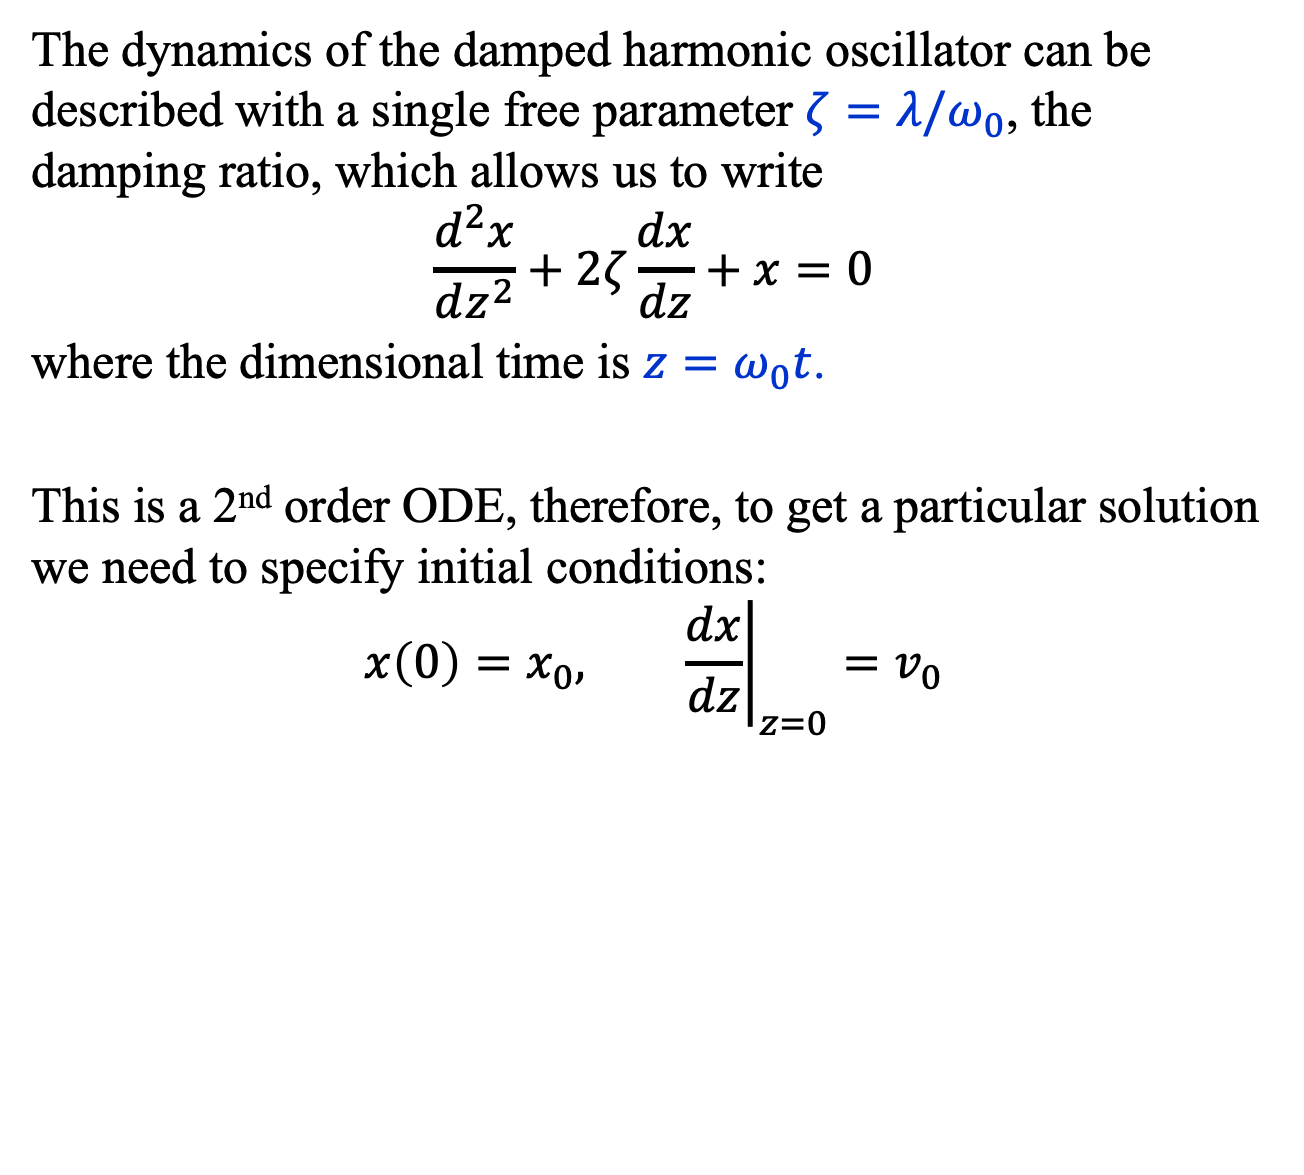 The dynamics of the damped harmonic oscillator can be
described with a single free parameter ζ = λ/ω₀, the
damping ratio, which allows us to write
d²x/dz² + 2ζ dx/dz + x = 0
where the dimensional time is z = ω₀t.
This is a 2nd order ODE, therefore, to get a particular solution
we need to specify initial conditions:
x(0) = x₀, dx/dz|z=0 = v₀